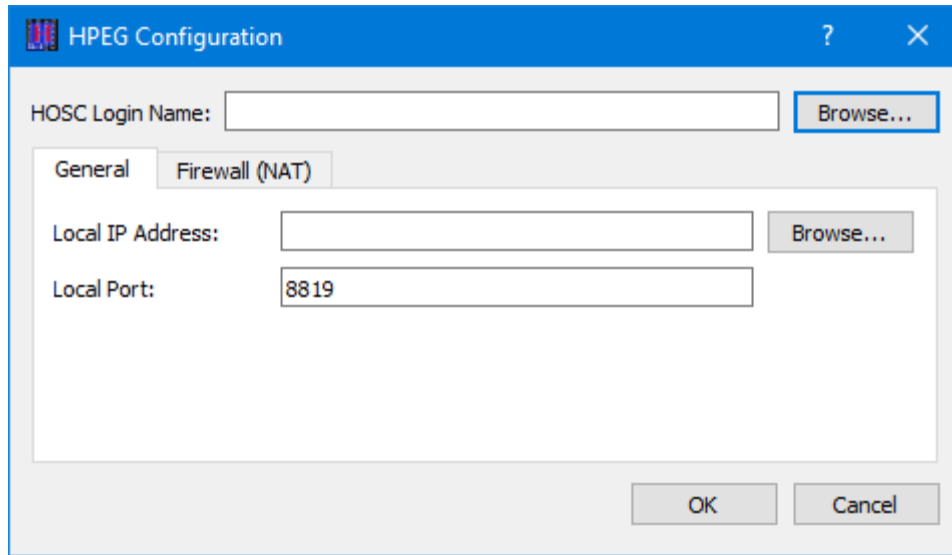 HPEG Configuration ?
HOSC Login Name: Browse...
General Firewall (NAT)
Local IP Address: Browse...
Local Port: 8819
OK Cancel